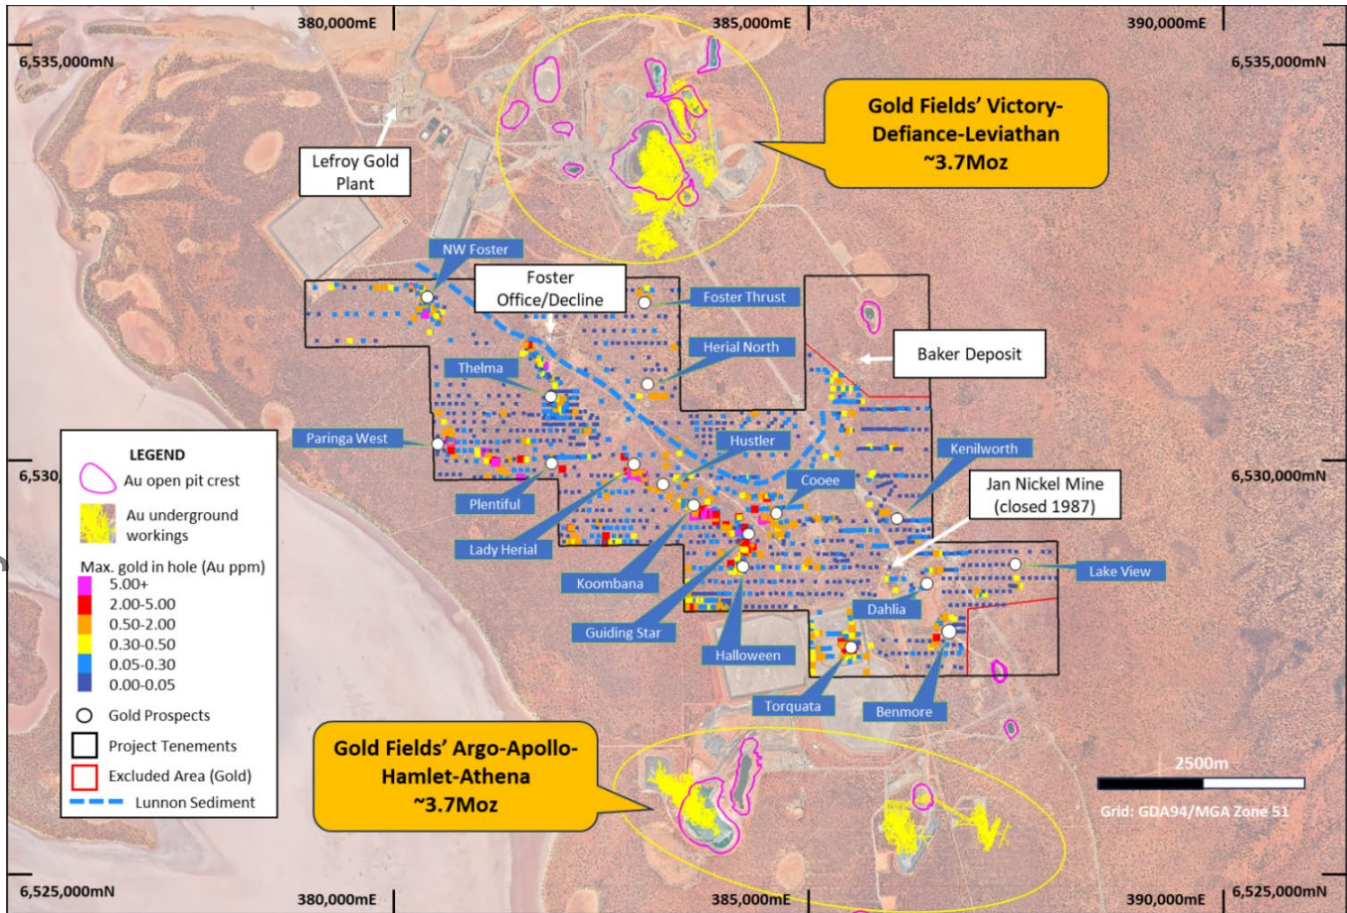 380,000mE
385,000mE
390,000mE
6,535,000mN
6,535,000mN
Gold Fields' Victory-
Defiance-Leviathan
~3.7Moz
Lefroy Gold
Plant
NW Foster
Foster
Office/Decline
Foster Thrust
Herial North
Baker Deposit
Thelma
Paringa West
Hustler
Kenilworth
6,530,
6,530,000mN
Plentiful
Cooee
Jan Nickel Mine
(closed 1987)
Lady Herial
Koombana
Lake View
Dahlia
Guiding Star
Halloween
Torquata
Benmore
LEGEND
Au open pit crest
Au underground
workings
Max. gold in hole (Au ppm)
5.00+
2.00-5.00
0.50-2.00
0.30-0.50
0.05-0.30
0.00-0.05
Gold Prospects
Project Tenements
Excluded Area (Gold)
Lunnon Sediment
Gold Fields' Argo-Apollo-
Hamlet-Athena
~3.7Moz
2500m
Grid: GDA94/MGA Zone 51
6,525,000mN
6,525,000mN
380,000mE
385,000mE
390,000mE